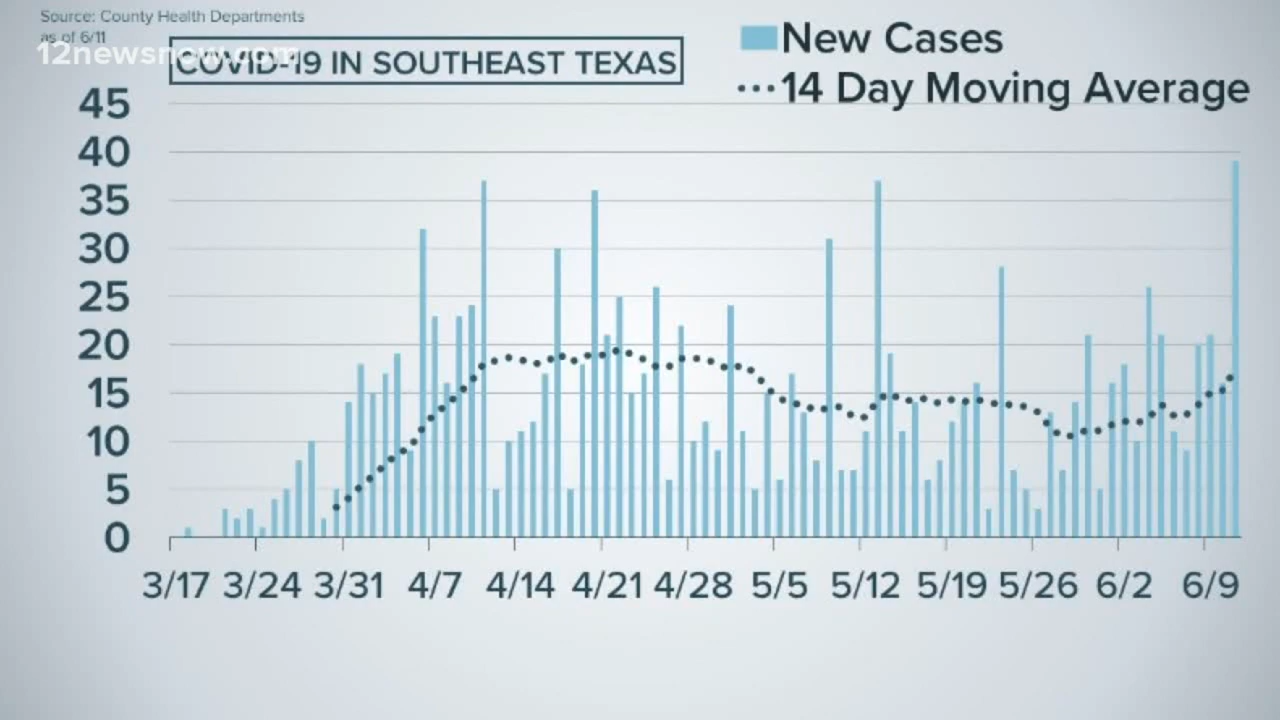 Source: County Health Departments
as of 6/11
12newsnow.com
COVID-19 IN SOUTHEAST TEXAS
New Cases
14 Day Moving Average
45
40
35
30
25
20
15
10
5
0
3/17 3/24 3/31 4/7 4/14 4/21 4/28 5/5 5/12 5/19 5/26 6/2 6/9